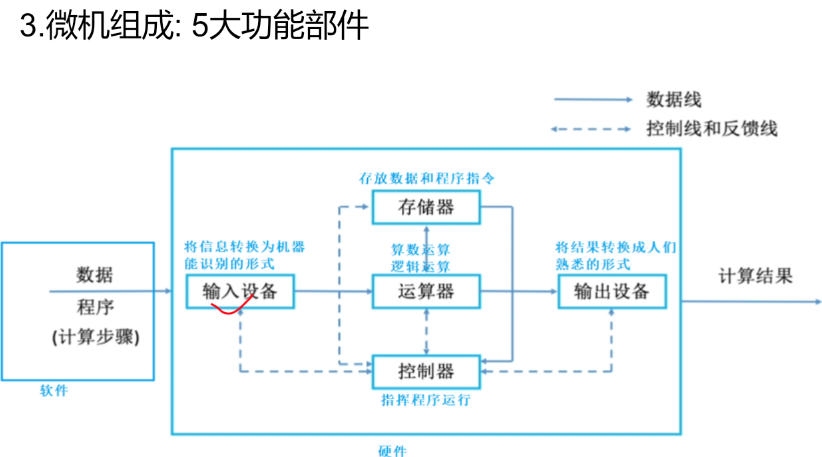 3.微机组成: 5大功能部件
数据线
控制线和反馈线
存放数据和程序指令
存储器
将信息转换为机器
能识别的形式
算数运算
逻辑运算
将结果转换成人们
熟悉的形式
数据
程序
(计算步骤)
输入设备
运算器
输出设备
计算结果
控制器
指挥程序运行
软件
硬件